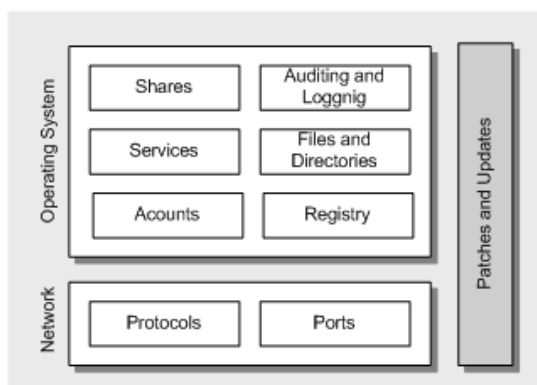 Operating System
Shares
Auditing and
Loggnig
Services
Files and
Directories
Acounts
Registry
Network
Protocols
Ports
Patches and Updates